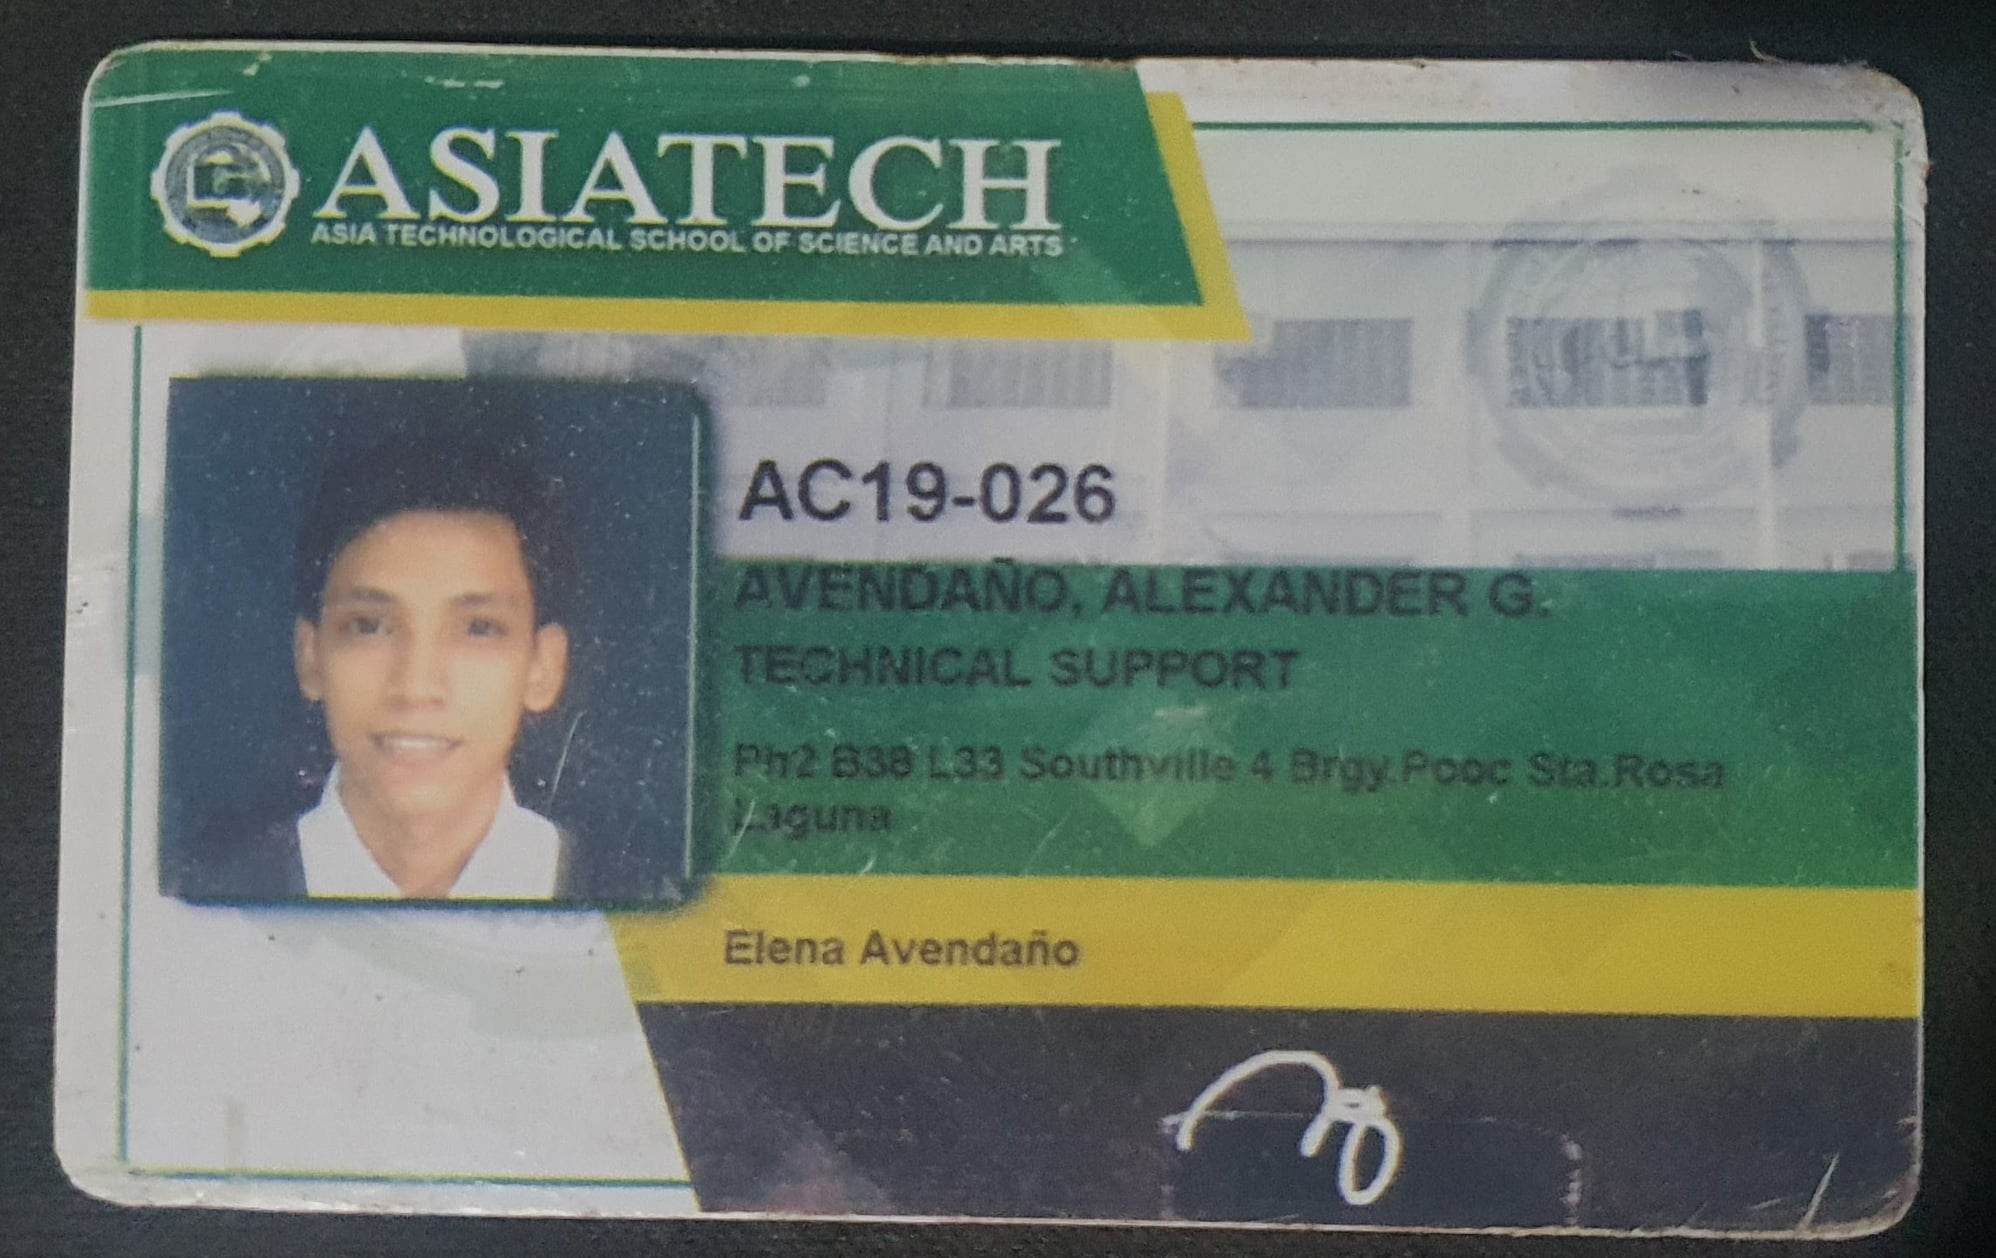 ASIATECH
ASIA TECHNOLOGICAL SCHOOL OF SCIENCE AND ARTS
AC19-026
AVENDAÑO, ALEXANDER G.
TECHNICAL SUPPORT
Ph2 B38 L33 Southville 4 Brgy.Pooc Sta.Rosa
Laguna
Elena Avendaño